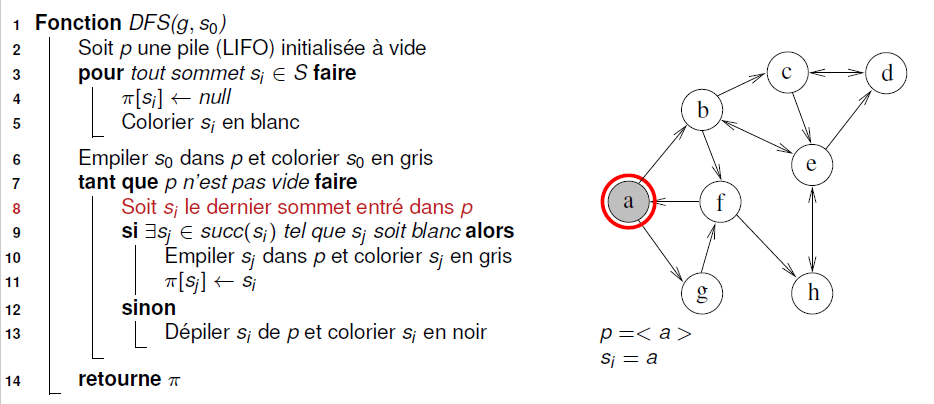 1 Fonction DFS(g, s₀)
2 Soit p une pile (LIFO) initialisée à vide
3 pour tout sommet sᵢ ∈ S faire
4 π[sᵢ] ← null
5 Colorier sᵢ en blanc
6 Empiler s₀ dans p et colorier s₀ en gris
7 tant que p n'est pas vide faire
8 Soit sᵢ le dernier sommet entré dans p
9 si ∃sⱼ ∈ succ(sᵢ) tel que sⱼ soit blanc alors
10 Empiler sⱼ dans p et colorier sⱼ en gris
11 π[sⱼ] ← sᵢ
12 sinon
13 Dépiler sᵢ de p et colorier sᵢ en noir
14 retourne π
c d
b
e
a f
g h
p =< a >
sᵢ = a